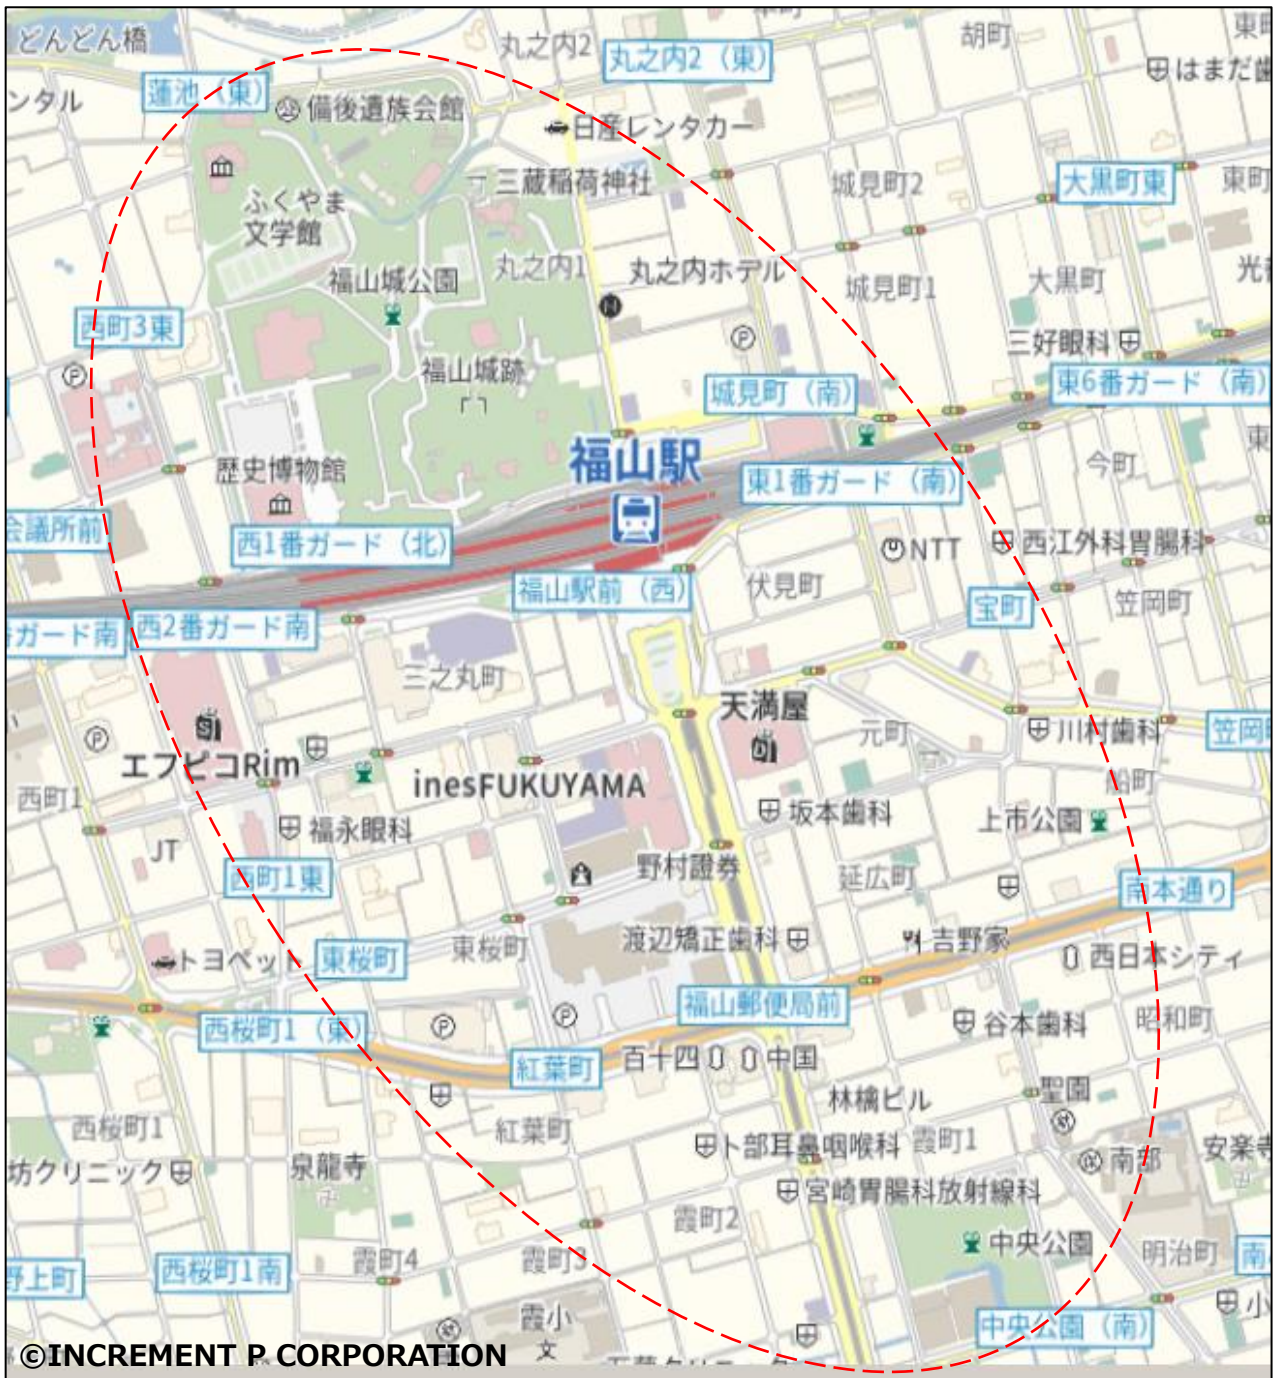 どんどん橋
丸之内2
丸之内2（東）
胡町
はまだ歯
蓮池（東）
ンタル
備後遺族会館
日産レンタカー
三蔵稲荷神社
城見町2
大黒町東
東町
ふくやま
文学館
福山城公園
丸之内1
丸之内ホテル
城見町1
大黒町
西町3東
三好眼科
福山城跡
城見町（南）
東6番ガード（南）
福山駅
歴史博物館
東1番ガード（南）
今町
会議所前
西1番ガード（北）
NTT
西江外科胃腸科
福山駅前（西）
伏見町
宝町
笠岡町
ガード南
西2番ガード南
三之丸町
天満屋
元町
川村歯科
エフピコRim
inesFUKUYAMA
船町
西町1
福永眼科
坂本歯科
上市公園
JT
西町1東
野村證券
延広町
南本通り
トヨペット
東桜町
東桜町
渡辺矯正歯科
吉野家
西日本シティ
西桜町1（東）
福山郵便局前
谷本歯科
昭和町
紅葉町
百十四
中国
林檎ビル
聖園
西桜町1
紅葉町
卜部耳鼻咽喉科
霞町1
南部
安楽寺
坊クリニック
泉龍寺
宮崎胃腸科放射線科
霞町2
中央公園
明治町
野上町
西桜町1南
霞町4
霞町3
霞小
文
中央公園（南）
小
©INCREMENT P CORPORATION